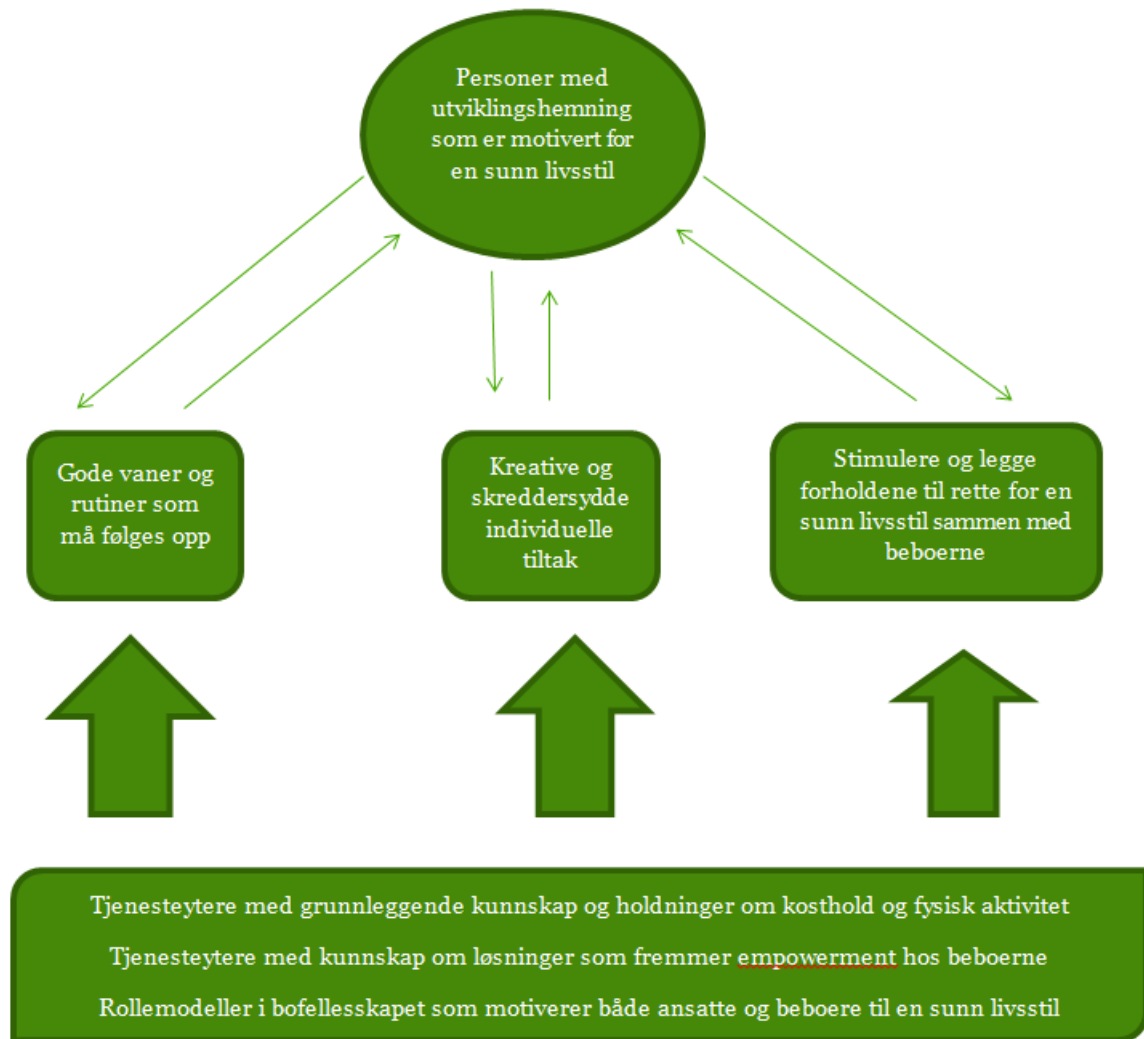 Personer med
utviklingshemning
som er motivert for
en sunn livsstil
Gode vaner og
rutiner som
må følges opp
Kreative og
skreddersydde
individuelle
tiltak
Stimulere og legge
forholdene til rette for en
sunn livsstil sammen med
beboerne
Tjenesteytere med grunnleggende kunnskap og holdninger om kosthold og fysisk aktivitet
Tjenesteytere med kunnskap om løsninger som fremmer empowerment hos beboerne
Rollemodeller i bofellesskapet som motiverer både ansatte og beboere til en sunn livsstil